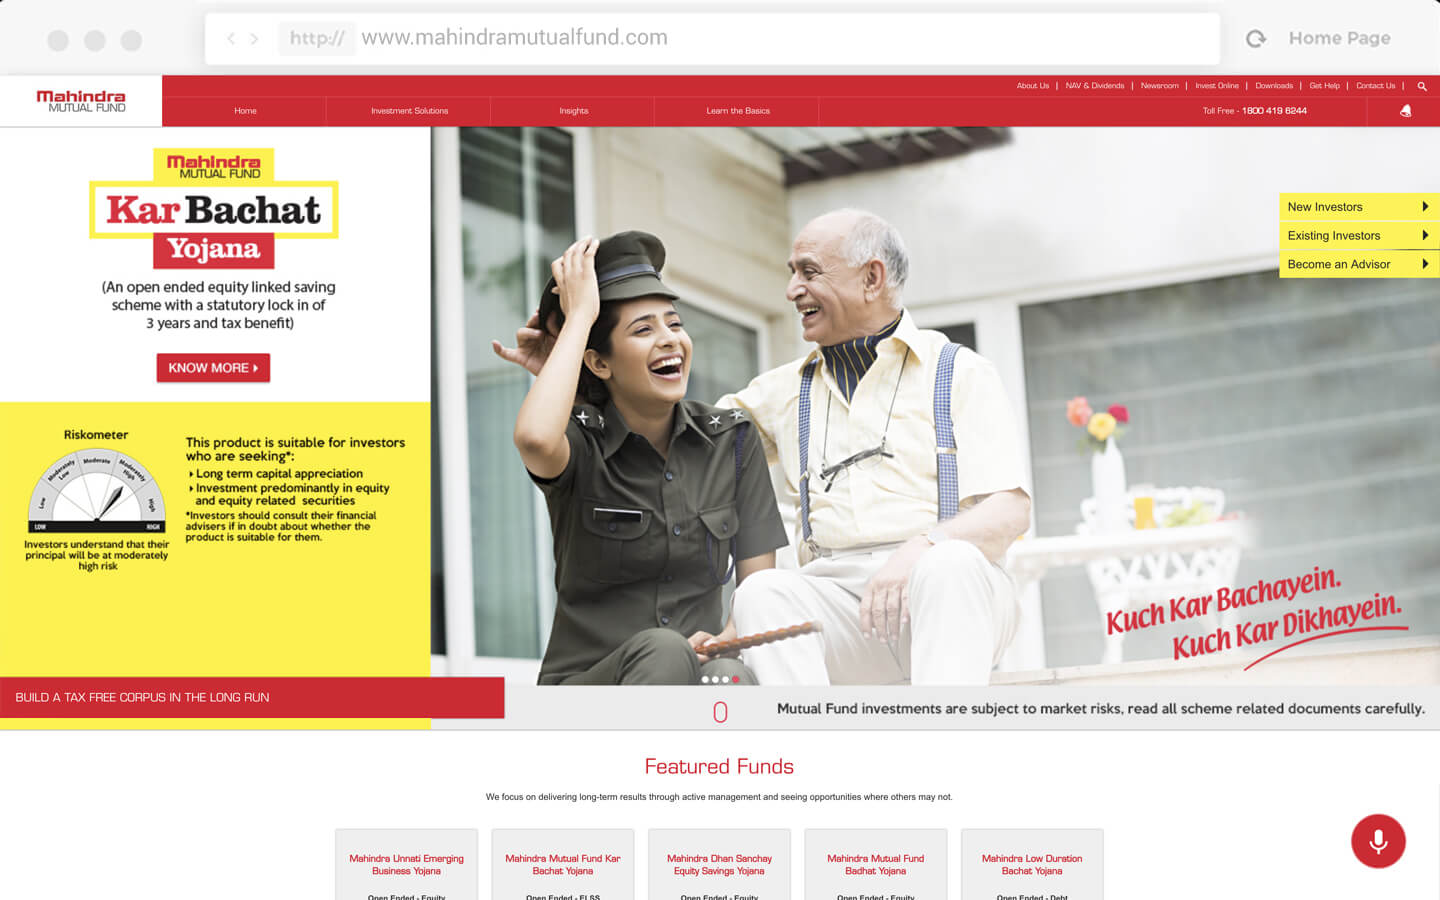 http://
www.mahindramutualfund.com
Home Page
Mahindra
MUTUAL FUND
About Us | NAV & Dividends | Newsroom | Invest Online | Downloads | Get Help | Contact Us |
Home
Investment Solutions
Insights
Learn the Basics
Toll Free - 1800 419 6244
Mahindra
MUTUAL FUND
Kar Bachat
Yojana
(An open ended equity linked saving
scheme with a statutory lock in of
3 years and tax benefit)
KNOW MORE
New Investors
Existing Investors
Become an Advisor
Riskometer
Low
Moderately Low
Moderate
Moderately High
High
LOW
HIGH
Investors understand that their
principal will be at moderately
high risk
This product is suitable for investors
who are seeking*:
Long term capital appreciation
Investment predominantly in equity
and equity related securities
*Investors should consult their financial
advisers if in doubt about whether the
product is suitable for them.
Kuch Kar Bachayein.
Kuch Kar Dikhayein.
BUILD A TAX FREE CORPUS IN THE LONG RUN
Mutual Fund investments are subject to market risks, read all scheme related documents carefully.
Featured Funds
We focus on delivering long-term results through active management and seeing opportunities where others may not.
Mahindra Unnati Emerging
Business Yojana
Open Ended - Equity
Mahindra Mutual Fund Kar
Bachat Yojana
Open Ended - ELSS
Mahindra Dhan Sanchay
Equity Savings Yojana
Open Ended - Equity
Mahindra Mutual Fund
Badhat Yojana
Open Ended - Equity
Mahindra Low Duration
Bachat Yojana
Open Ended - Debt